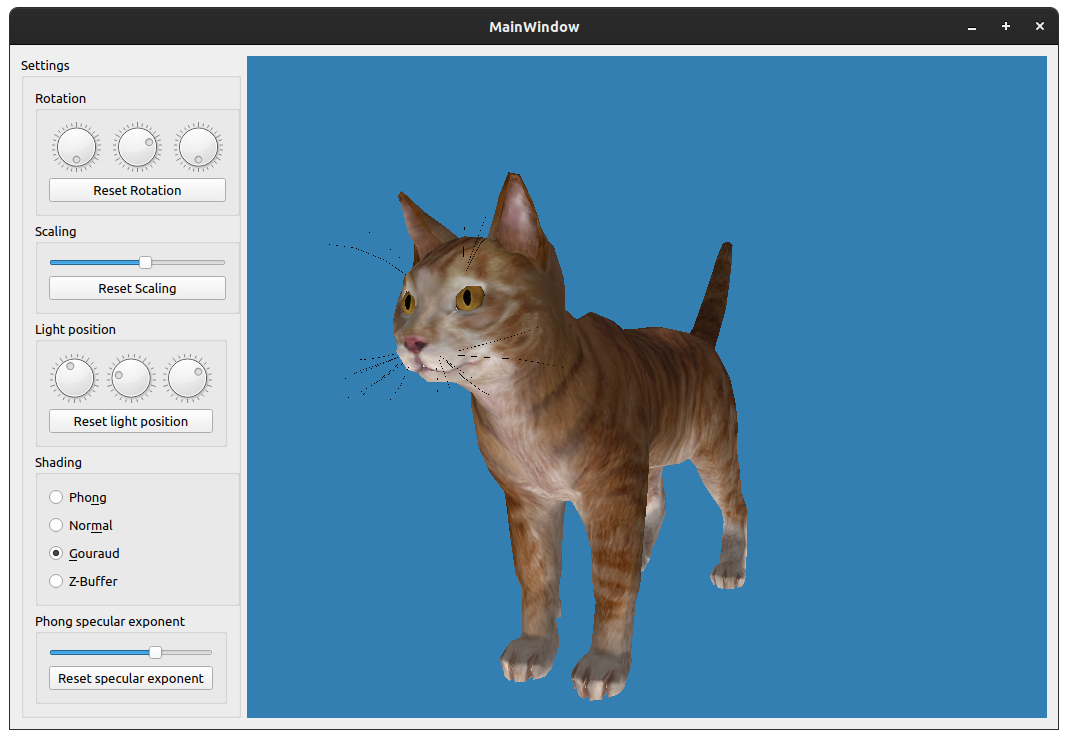 MainWindow
Settings
Rotation
Reset Rotation
Scaling
Reset Scaling
Light position
Reset light position
Shading
Phong
Normal
Gouraud
Z-Buffer
Phong specular exponent
Reset specular exponent